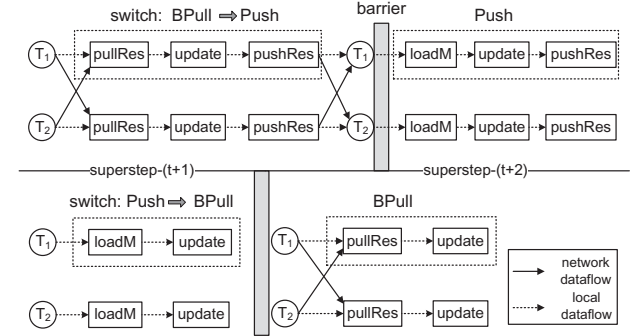 switch: BPull ⇒ Push
barrier
Push
T1 pullRes update pushRes T1 loadM update pushRes
T2 pullRes update pushRes T2 loadM update pushRes
superstep-(t+1) superstep-(t+2)
switch: Push ⇒ BPull
BPull
T1 loadM update T1 pullRes update
T2 loadM update T2 pullRes update
network
dataflow
local
dataflow